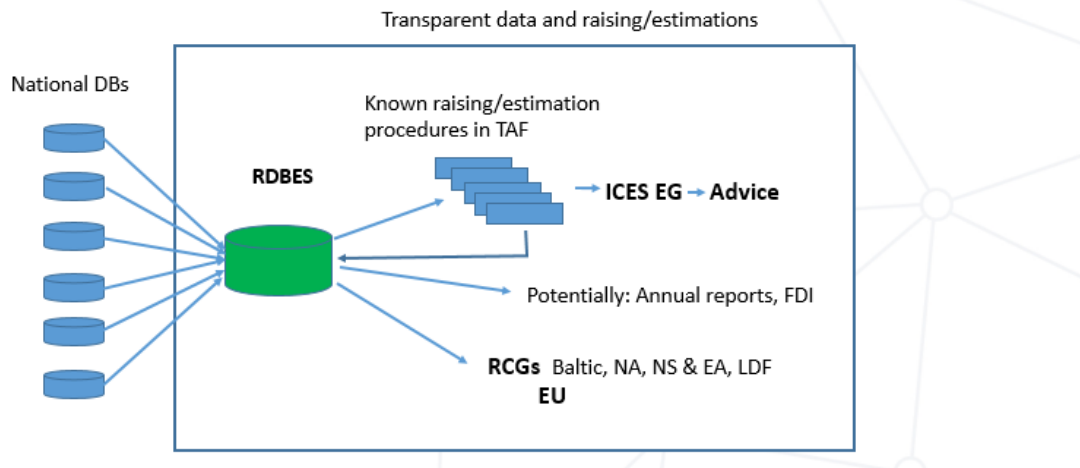 Transparent data and raising/estimations
National DBs
Known raising/estimation
procedures in TAF
RDBES
ICES EG
Advice
Potentially: Annual reports, FDI
RCGs Baltic, NA, NS & EA, LDF
EU